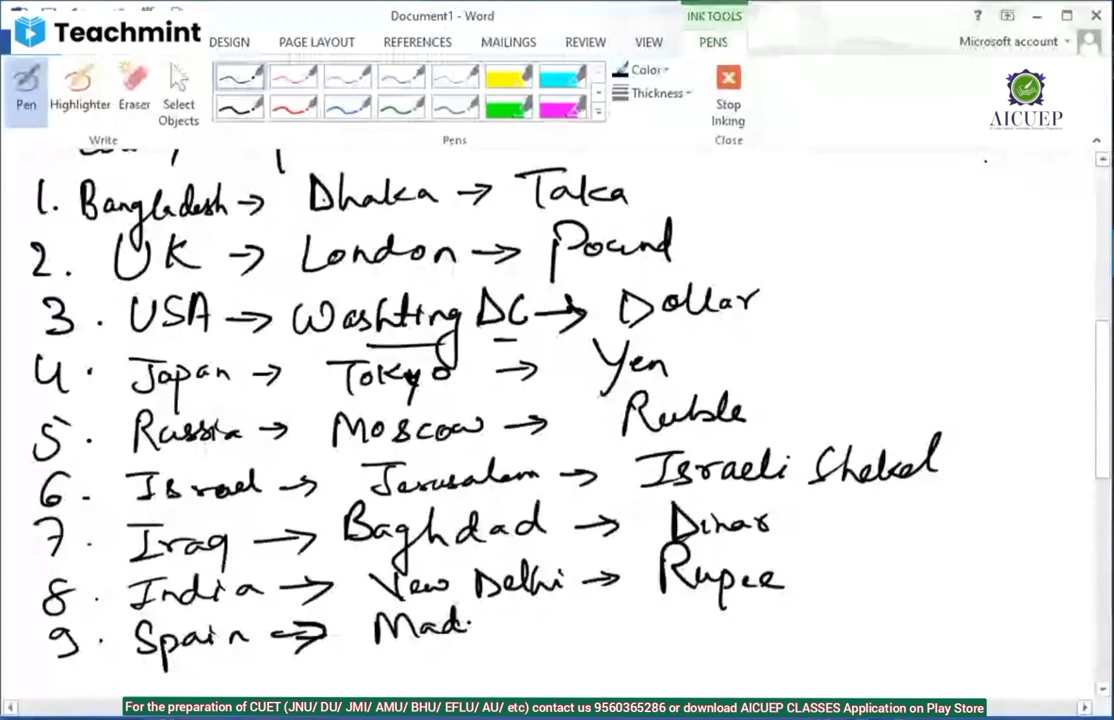 Document1 - Word
INK TOOLS
?
Teachmint
DESIGN PAGE LAYOUT REFERENCES MAILINGS REVIEW VIEW PENS
Microsoft account
Pen Highlighter Eraser Select Objects
Color
Thickness
Stop Inking
Write Pens Close
AICUEP
1. Bangladesh → Dhaka → Taka
2. UK → London → Pound
3. USA → Washting DC → Dollar
4. Japan → Tokyo → Yen
5. Russia → Moscow → Ruble
6. Israel → Jerusalem → Israeli Shekel
7. Iraq → Baghdad → Dinar
8. India → New Delhi → Rupee
9. Spain → Mad
For the preparation of CUET (JNU/ DU/ JMI/ AMU/ BHU/ EFLU/ AU/ etc) contact us 9560365286 or download AICUEP CLASSES Application on Play Store